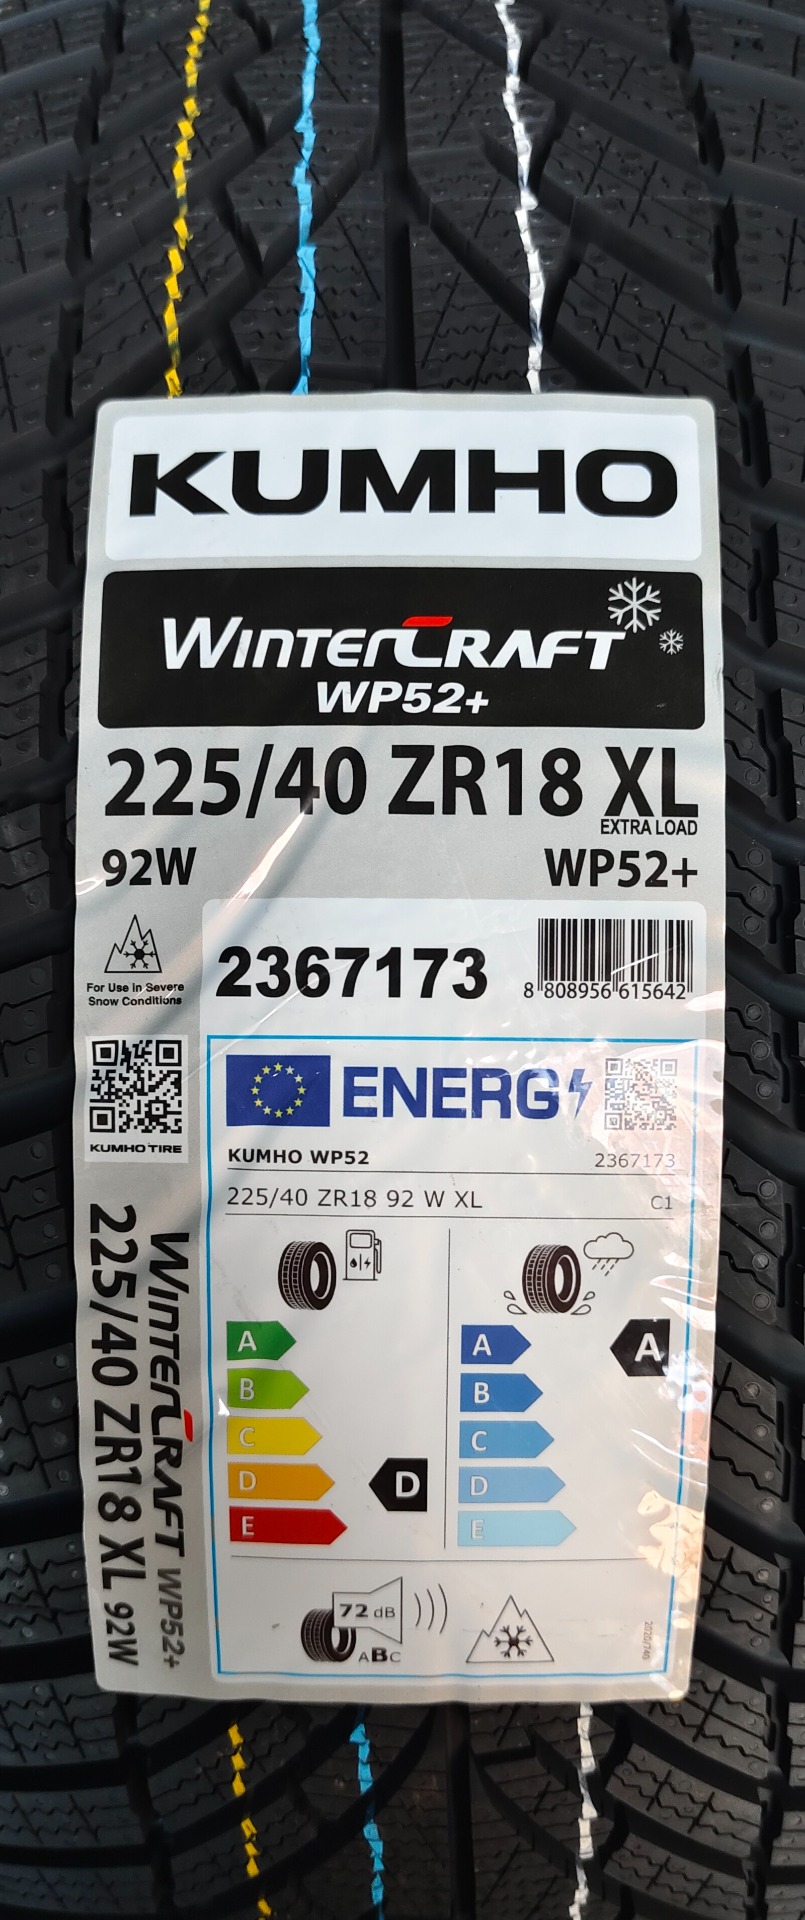 KUMHO
WINTERCRAFT
WP52+
225/40 ZR18 XL
EXTRA LOAD
92W WP52+
For Use in Severe
Snow Conditions
2367173
8 808956 615642
KUMHO TIRE
ENERG
KUMHO WP52 2367173
225/40 ZR18 92 W XL C1
A A A
B B
C C
D D D
E E
72 dB
ABC
2020/740
WINTERCRAFT WP52+
225/40 ZR18 XL 92W